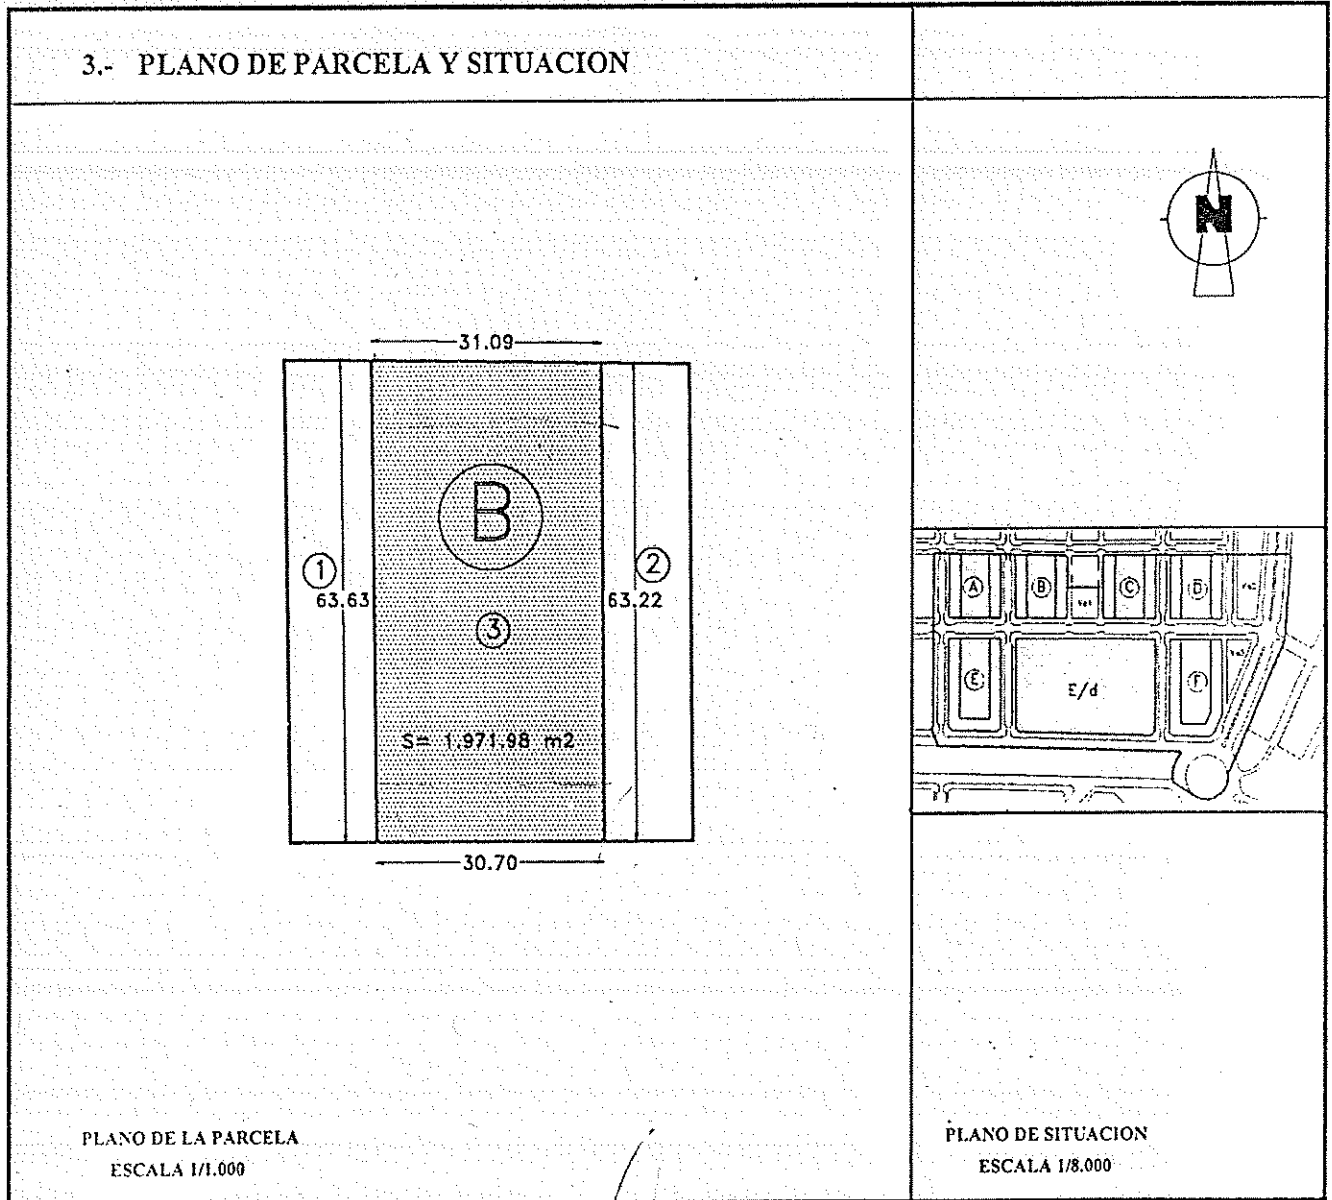 3.- PLANO DE PARCELA Y SITUACION
N
31.09
B
1
2
63.63
63.22
3
S= 1.971,98 m2
30.70
A
B
C
D
E
E/d
F
PLANO DE LA PARCELA
ESCALA 1/1.000
PLANO DE SITUACION
ESCALA 1/8.000